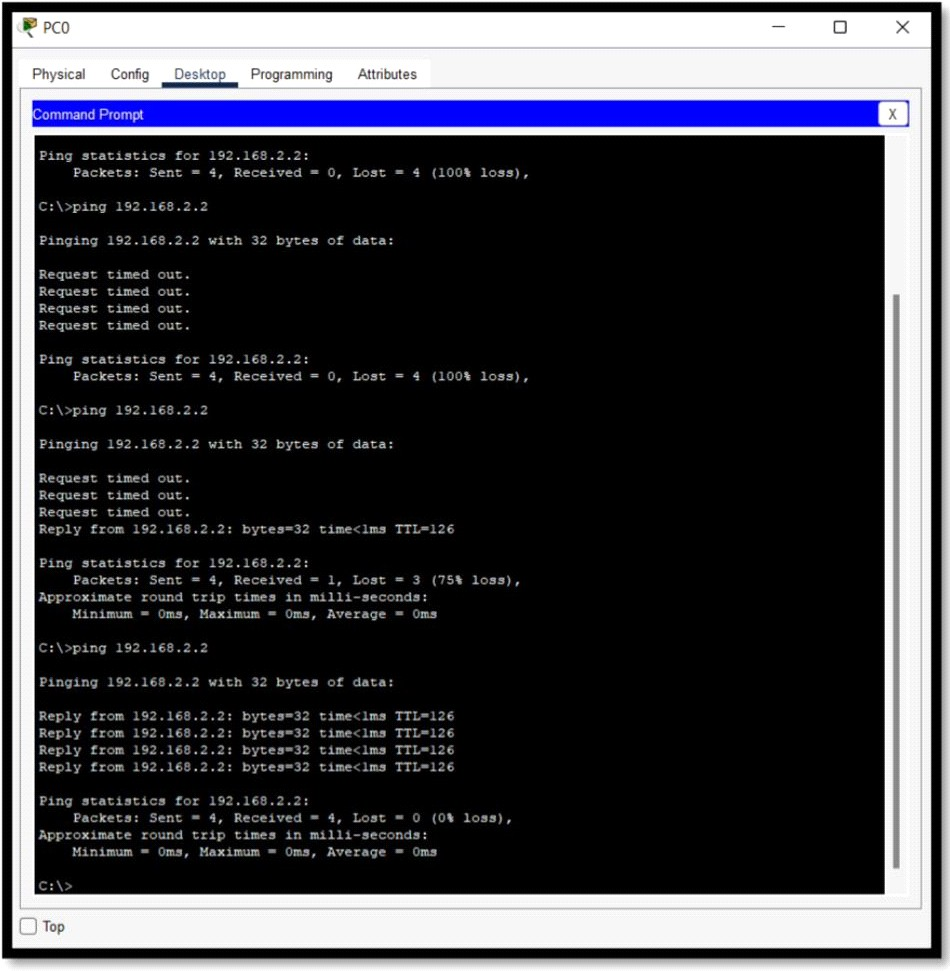 PC0
Physical Config Desktop Programming Attributes
Command Prompt X
Ping statistics for 192.168.2.2:
    Packets: Sent = 4, Received = 0, Lost = 4 (100% loss),
C:\>ping 192.168.2.2
Pinging 192.168.2.2 with 32 bytes of data:
Request timed out.
Request timed out.
Request timed out.
Request timed out.
Ping statistics for 192.168.2.2:
    Packets: Sent = 4, Received = 0, Lost = 4 (100% loss),
C:\>ping 192.168.2.2
Pinging 192.168.2.2 with 32 bytes of data:
Request timed out.
Request timed out.
Request timed out.
Reply from 192.168.2.2: bytes=32 time<1ms TTL=126
Ping statistics for 192.168.2.2:
    Packets: Sent = 4, Received = 1, Lost = 3 (75% loss),
Approximate round trip times in milli-seconds:
    Minimum = 0ms, Maximum = 0ms, Average = 0ms
C:\>ping 192.168.2.2
Pinging 192.168.2.2 with 32 bytes of data:
Reply from 192.168.2.2: bytes=32 time<1ms TTL=126
Reply from 192.168.2.2: bytes=32 time<1ms TTL=126
Reply from 192.168.2.2: bytes=32 time<1ms TTL=126
Reply from 192.168.2.2: bytes=32 time<1ms TTL=126
Ping statistics for 192.168.2.2:
    Packets: Sent = 4, Received = 4, Lost = 0 (0% loss),
Approximate round trip times in milli-seconds:
    Minimum = 0ms, Maximum = 0ms, Average = 0ms
C:\>
Top